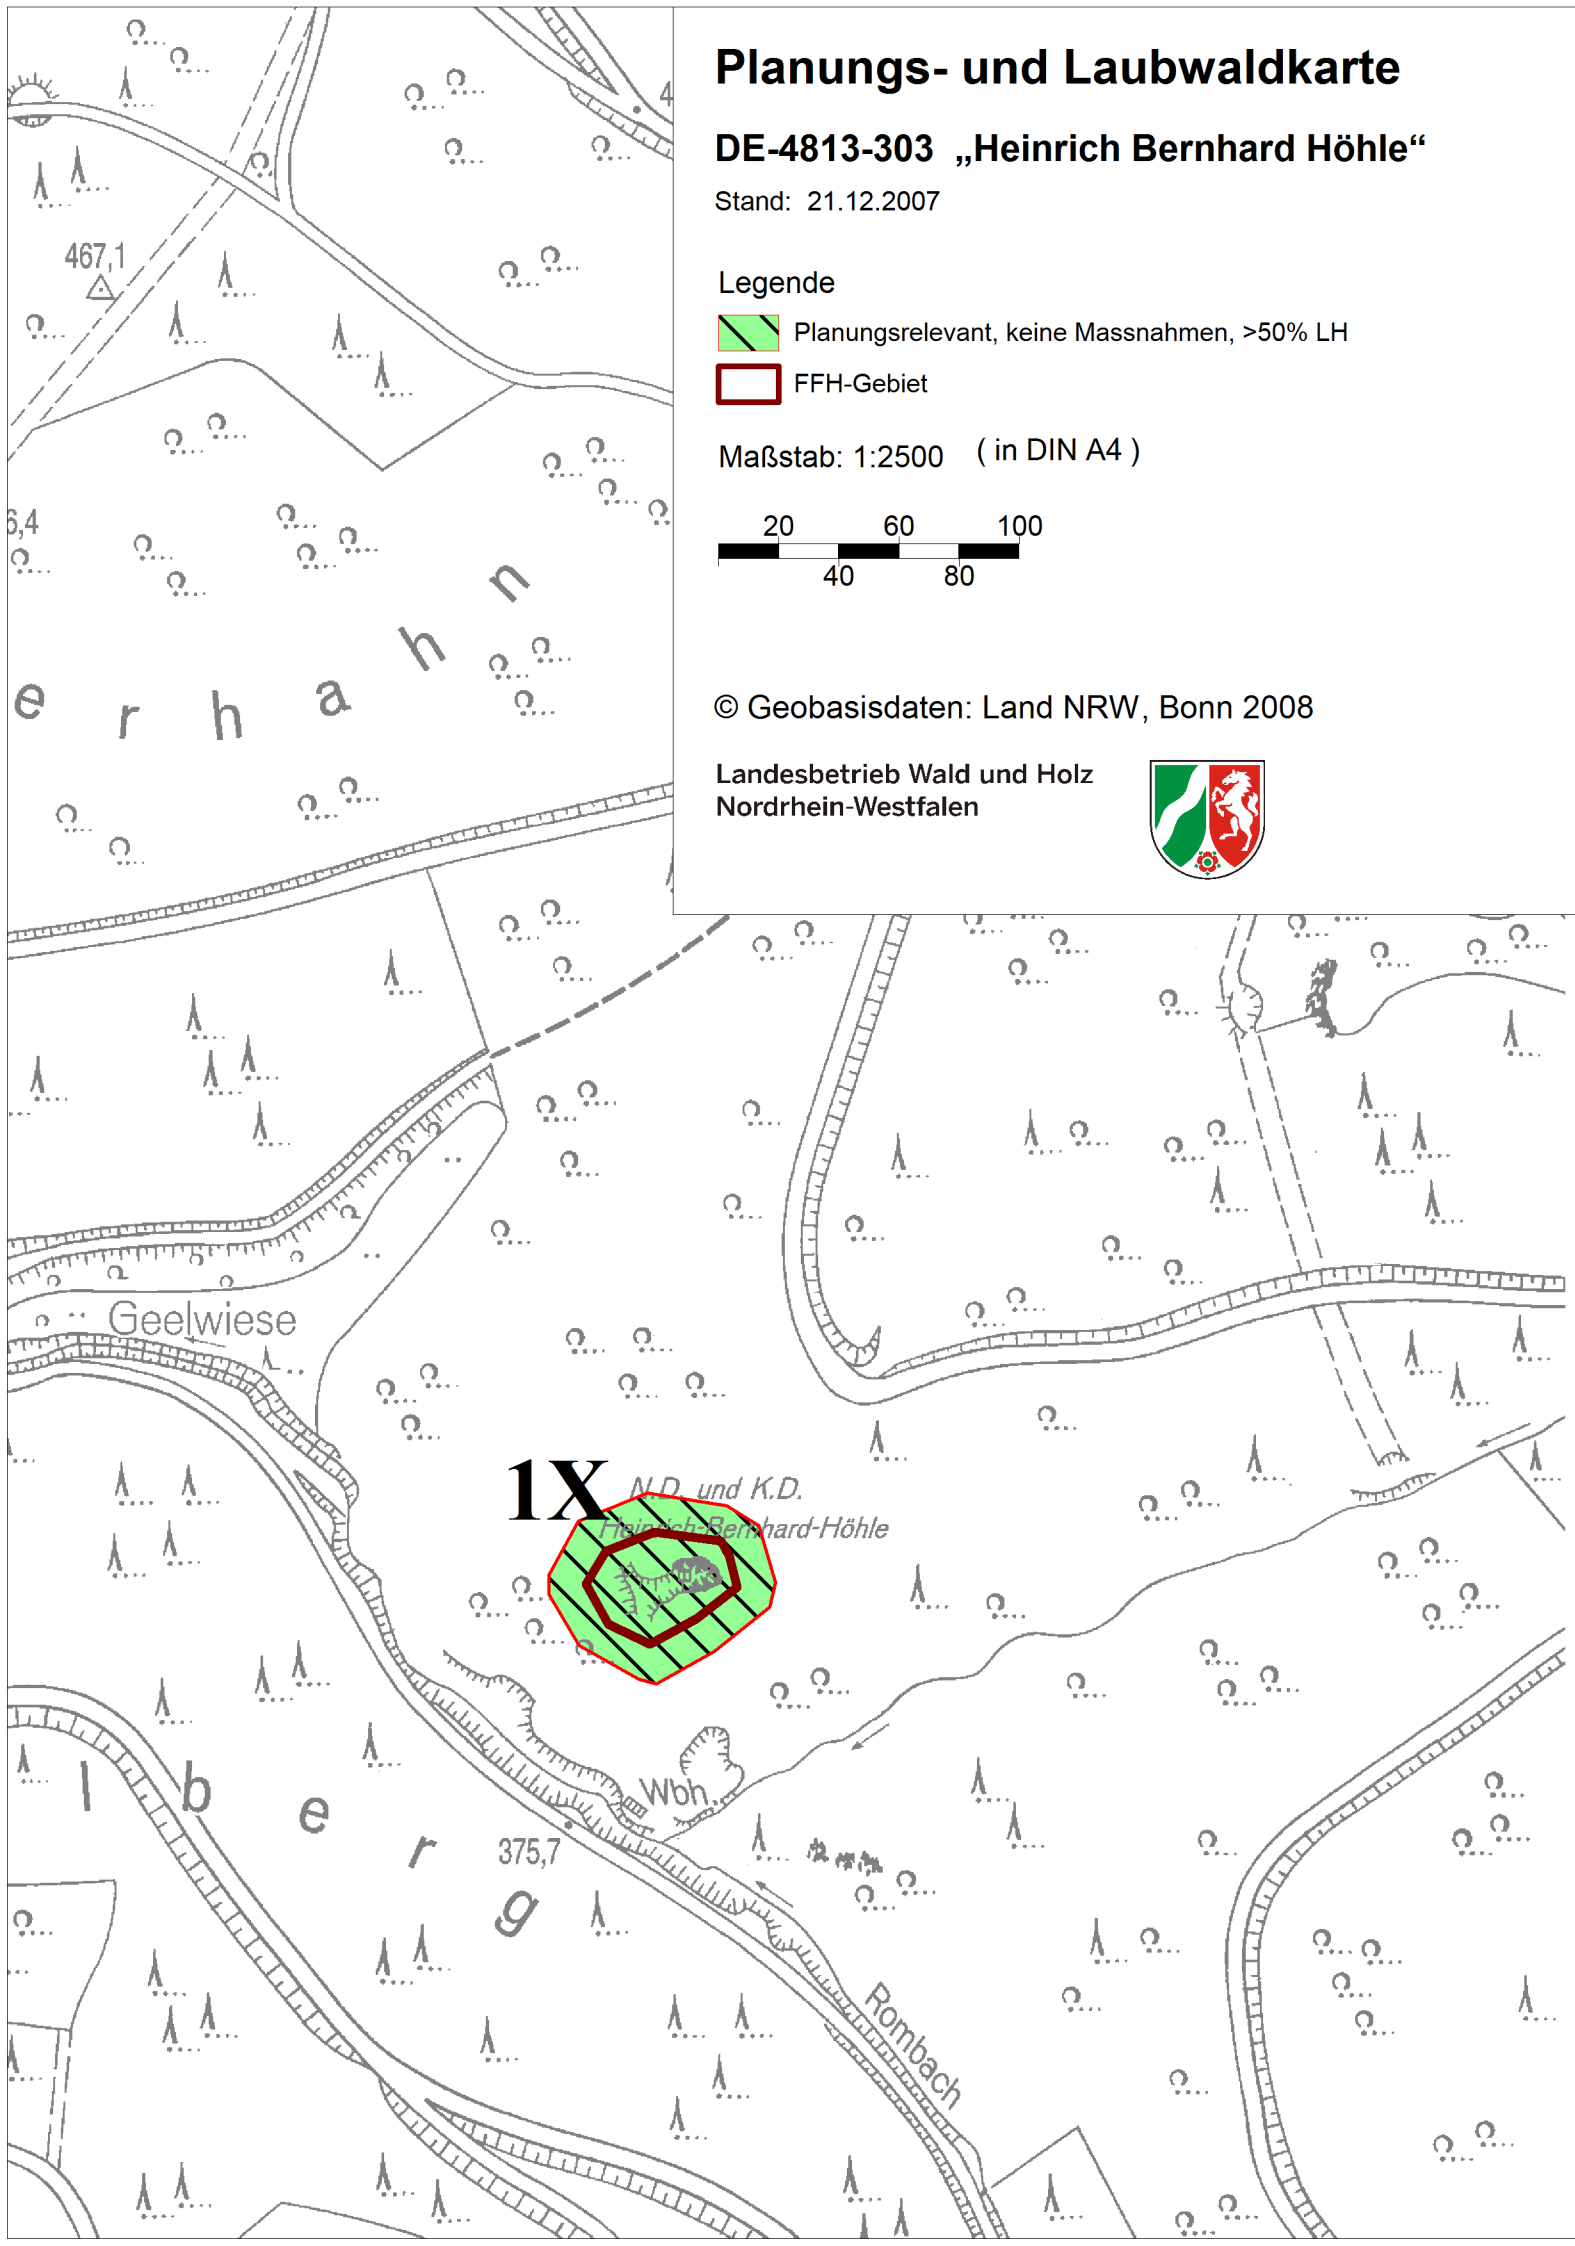 Planungs- und Laubwaldkarte
DE-4813-303 „Heinrich Bernhard Höhle“
Stand: 21.12.2007
Legende
Planungsrelevant, keine Massnahmen, >50% LH
FFH-Gebiet
Maßstab: 1:2500 ( in DIN A4 )
20 60 100
40 80
© Geobasisdaten: Land NRW, Bonn 2008
Landesbetrieb Wald und Holz
Nordrhein-Westfalen
4
467,1
6,4
e r h a h n
Geelwiese
1X
N.D. und K.D.
Heinrich-Bernhard-Höhle
Wbh.
375,7
l b e r g
Rombach